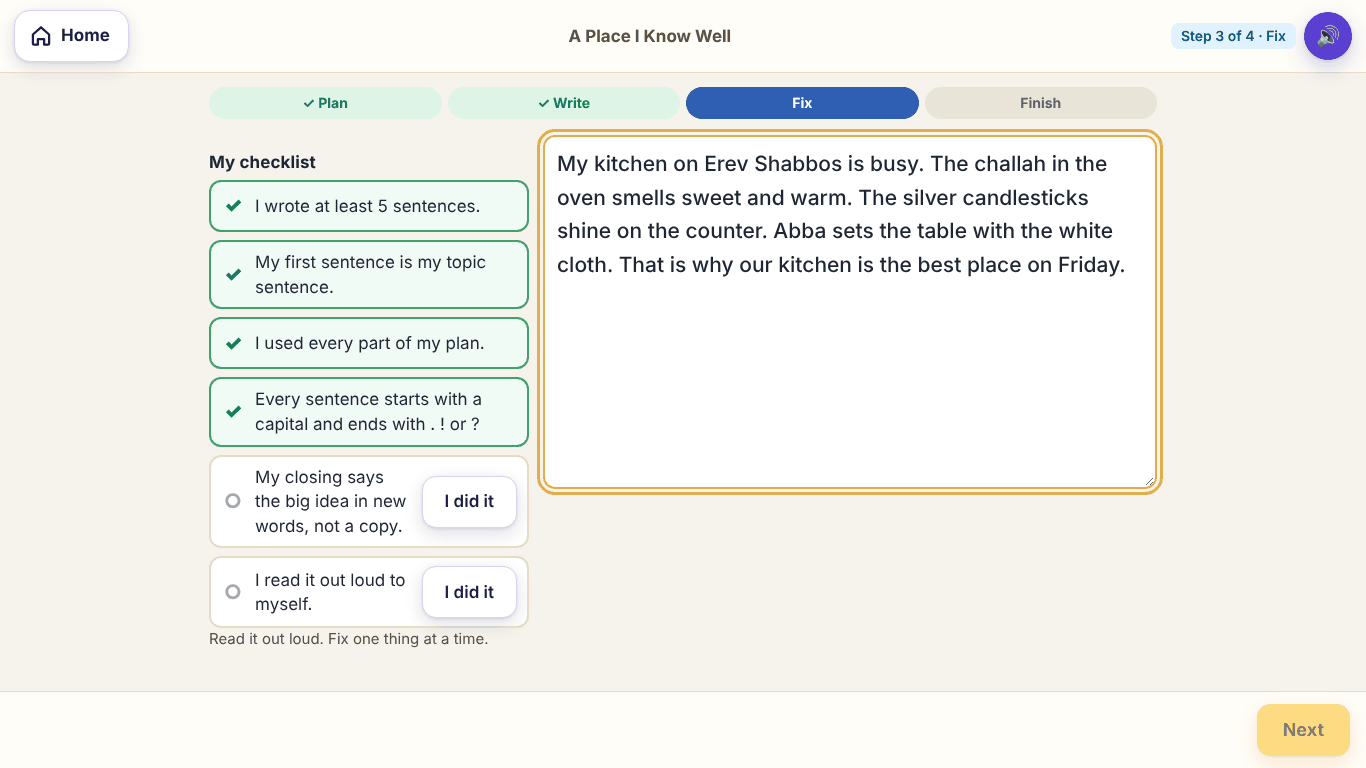 Home
A Place I Know Well
Step 3 of 4 · Fix
✓ Plan
✓ Write
Fix
Finish
My checklist
I wrote at least 5 sentences.
My first sentence is my topic
sentence.
I used every part of my plan.
Every sentence starts with a
capital and ends with . ! or ?
My closing says
the big idea in new
words, not a copy.
I did it
I read it out loud to
myself.
I did it
Read it out loud. Fix one thing at a time.
My kitchen on Erev Shabbos is busy. The challah in the
oven smells sweet and warm. The silver candlesticks
shine on the counter. Abba sets the table with the white
cloth. That is why our kitchen is the best place on Friday.
Next